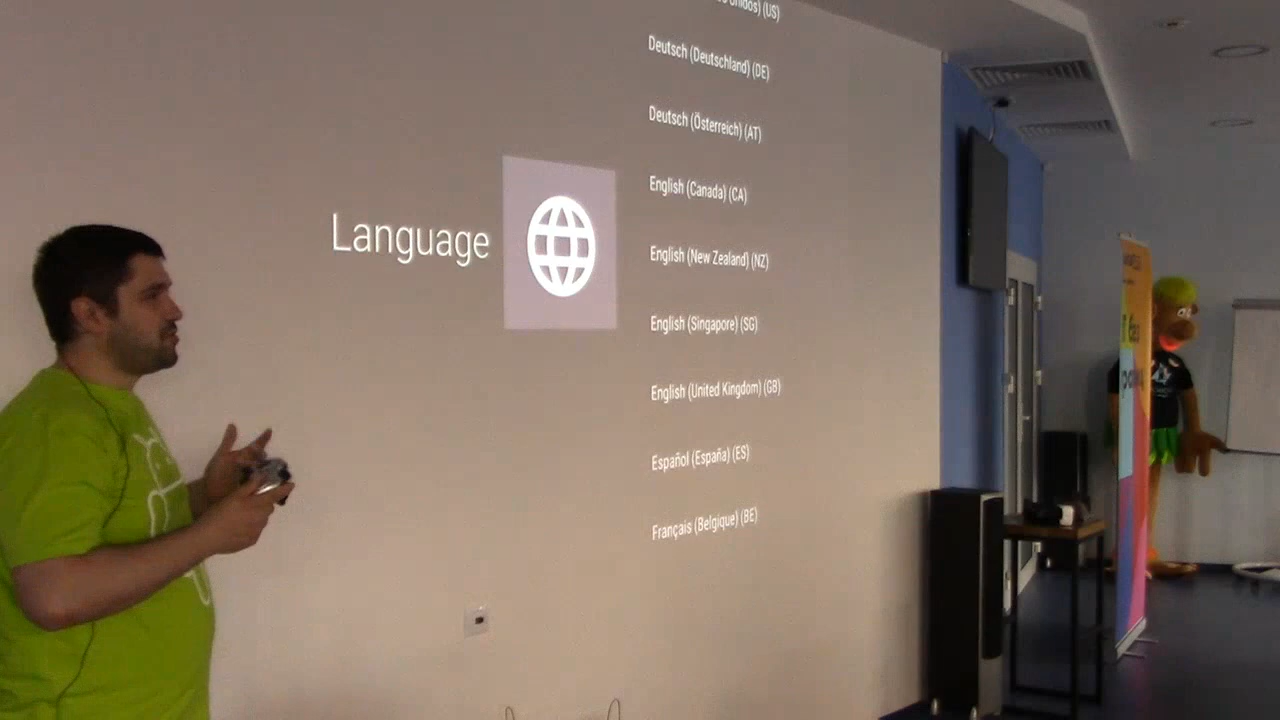 (US)
Deutsch (Deutschland) (DE)
Deutsch (Österreich) (AT)
English (Canada) (CA)
Language
English (New Zealand) (NZ)
English (Singapore) (SG)
English (United Kingdom) (GB)
Español (España) (ES)
Français (Belgique) (BE)